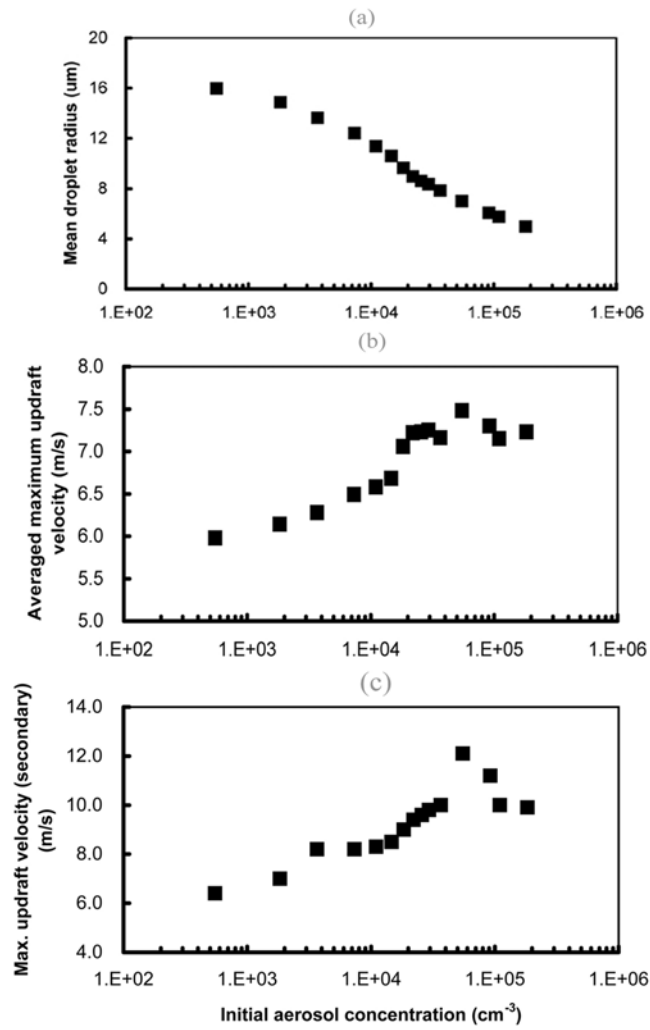 (a)
20
16
12
8
4
0
Mean droplet radius (um)
1.E+02 1.E+03 1.E+04 1.E+05 1.E+06
(b)
8.0
7.5
7.0
6.5
6.0
5.5
5.0
Averaged maximum updraft
velocity (m/s)
1.E+02 1.E+03 1.E+04 1.E+05 1.E+06
(c)
14.0
12.0
10.0
8.0
6.0
4.0
Max. updraft velocity (secondary)
(m/s)
1.E+02 1.E+03 1.E+04 1.E+05 1.E+06
Initial aerosol concentration (cm⁻³)